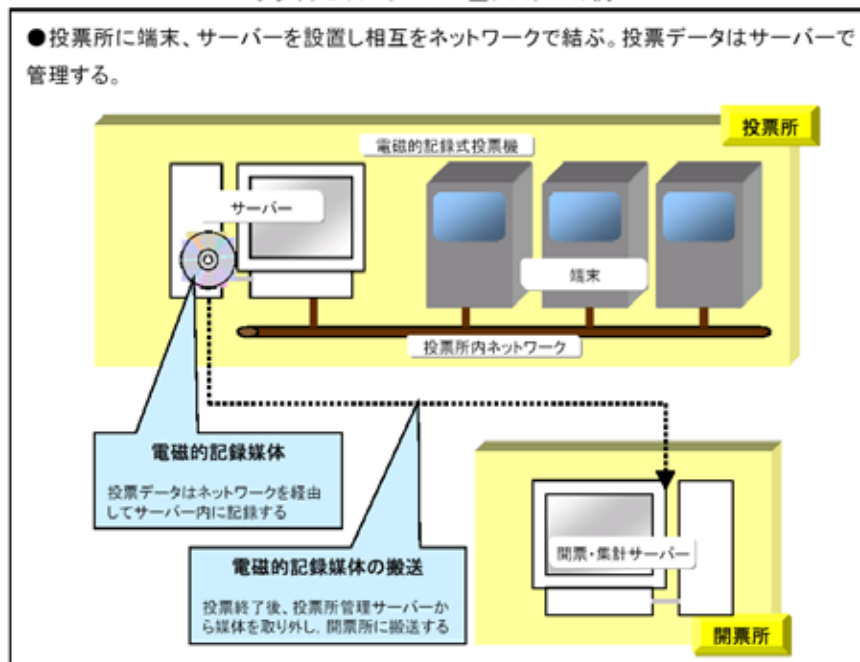 ●投票所に端末、サーバーを設置し相互をネットワークで結ぶ。投票データはサーバーで
管理する。
投票所
電磁的記録式投票機
サーバー
端末
投票所内ネットワーク
電磁的記録媒体
投票データはネットワークを経由
してサーバー内に記録する
電磁的記録媒体の搬送
投票終了後、投票所管理サーバーか
ら媒体を取り外し、開票所に搬送する
開票・集計サーバー
開票所